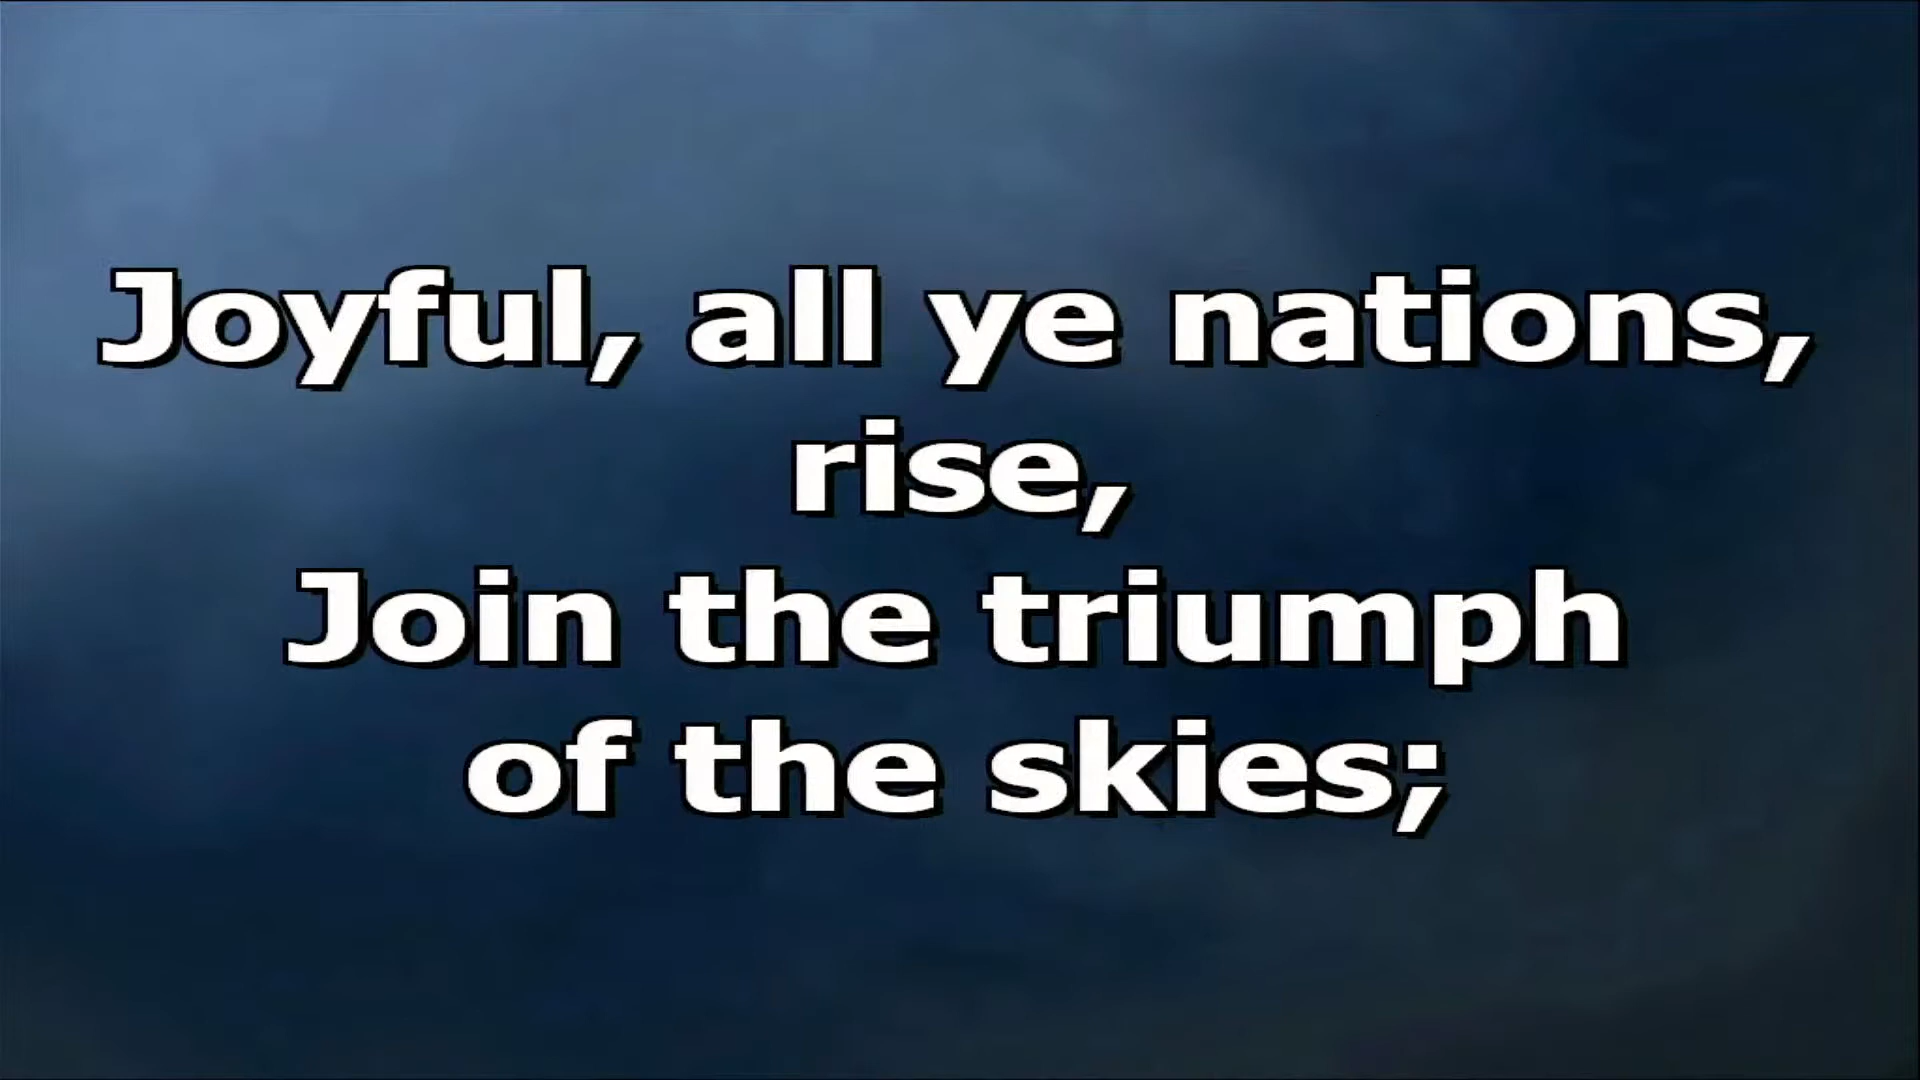 Joyful, all ye nations,
rise,
Join the triumph
of the skies;